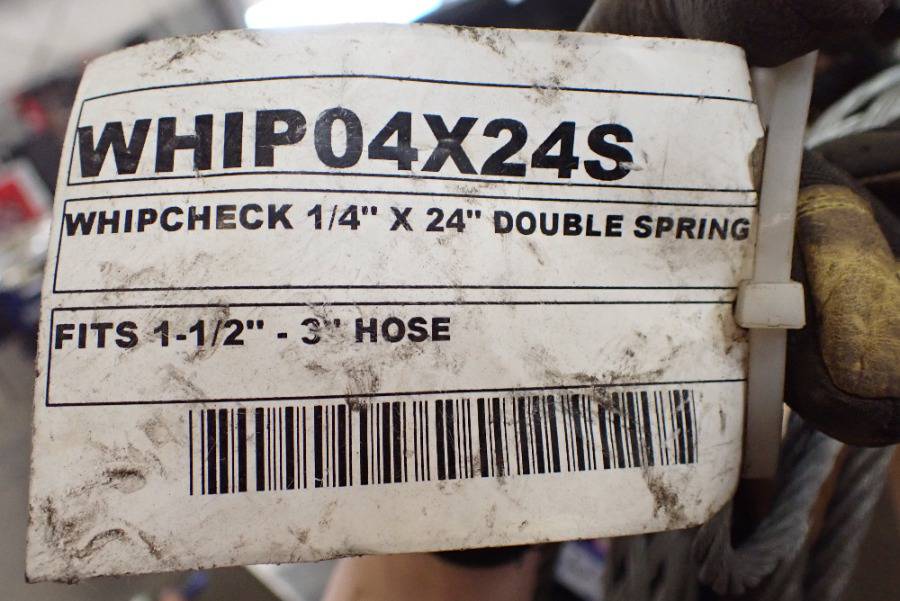 WHIP04X24S
WHIPCHECK 1/4" X 24" DOUBLE SPRING
FITS 1-1/2" - 3" HOSE